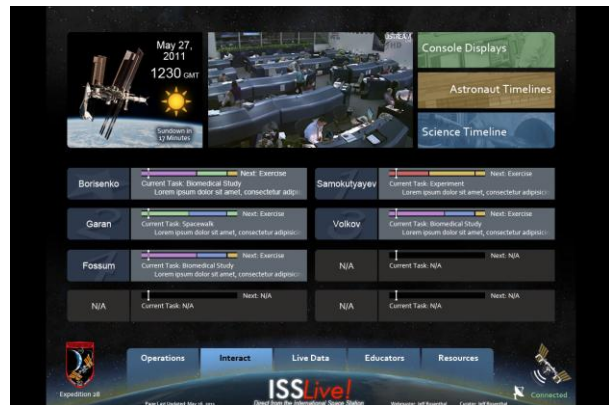 May 27,
2011
1230 GMT
Sundown in
17 Minutes
Console Displays
Astronaut Timelines
Science Timeline
Borisenko
Next: Exercise
Current Task: Biomedical Study
Lorem ipsum dolor sit amet, consectetur adipi
Samokutyayev
Next: Exercise
Current Task: Experiment
Lorem ipsum dolor sit amet, consectetur adipisic
Garan
Next: Exercise
Current Task: Spacewalk
Lorem ipsum dolor sit amet, consectetur adipisic
Volkov
Next: Exercise
Current Task: Biomedical Study
Lorem ipsum dolor sit amet, consectetur adipisic
Fossum
Next: Exercise
Current Task: Biomedical Study
Lorem ipsum dolor sit amet, consectetur adipisic
N/A
Next: N/A
Current Task: N/A
N/A
Next: N/A
Current Task: N/A
N/A
Next: N/A
Current Task: N/A
Operations
Interact
Live Data
Educators
Resources
Expedition 28
ISSLive!
Direct from the International Space Station
Connected